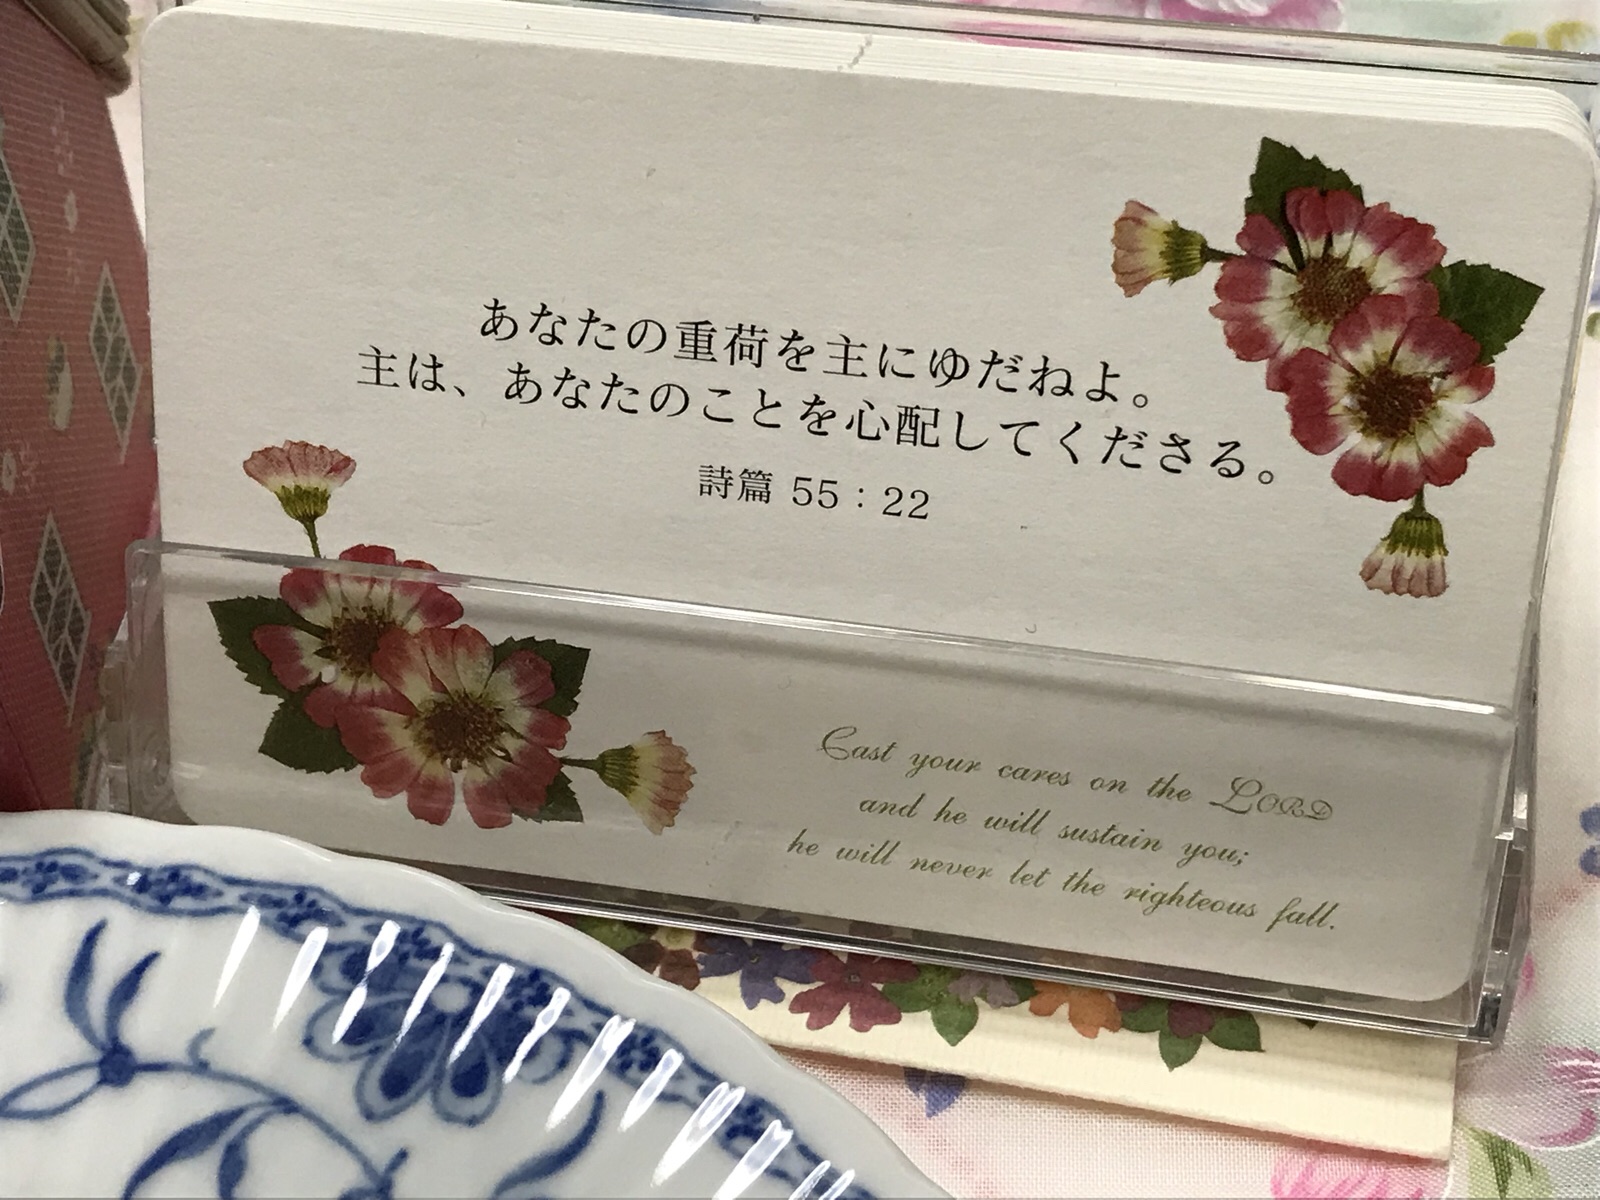 あなたの重荷を主にゆだねよ。
主は、あなたのことを心配してくださる。
詩篇 55：22
Cast your cares on the LORD
and he will sustain you;
he will never let the righteous fall.